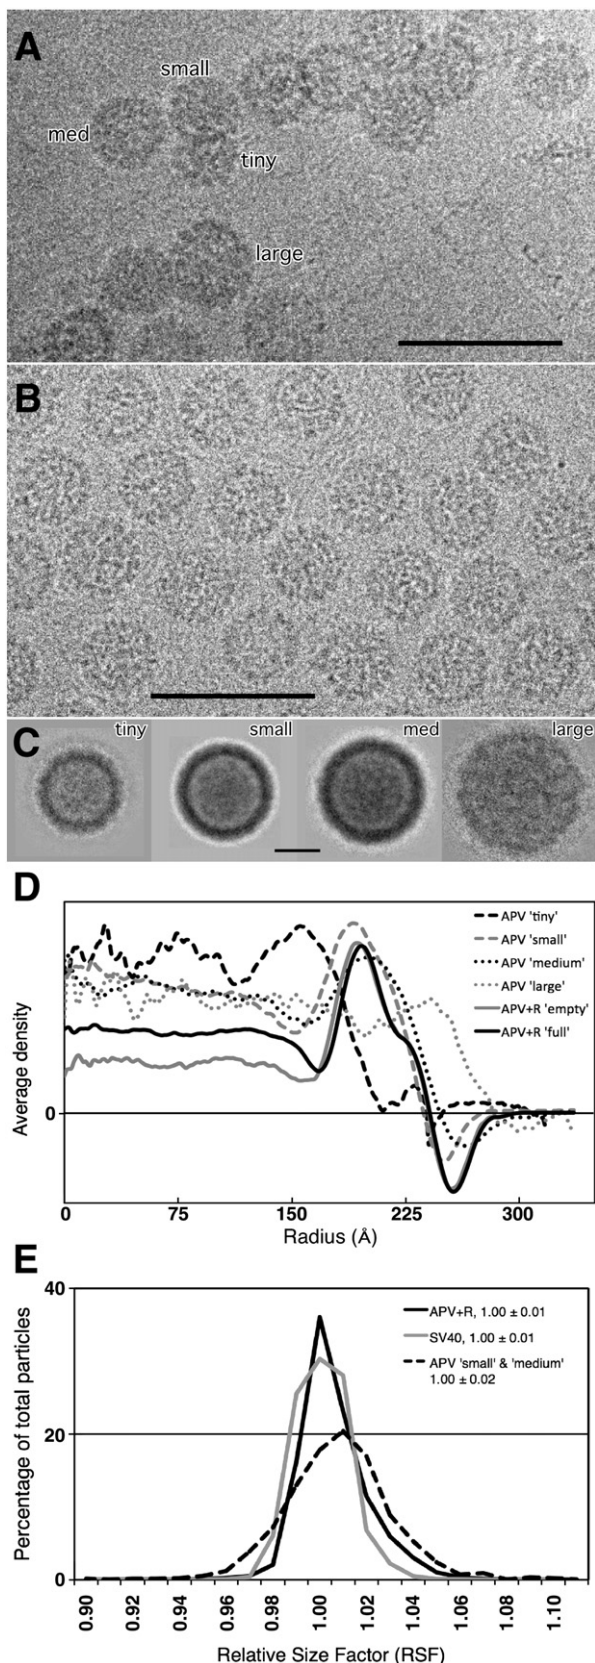 A
small
med
tiny
large
B
C
tiny
small
med
large
D
APV 'tiny'
APV 'small'
APV 'medium'
APV 'large'
APV+R 'empty'
APV+R 'full'
Average density
0
0
75
150
225
300
Radius (Å)
E
40
APV+R, 1.00 ± 0.01
SV40, 1.00 ± 0.01
APV 'small' & 'medium'
1.00 ± 0.02
Percentage of total particles
20
0
0.90
0.92
0.94
0.96
0.98
1.00
1.02
1.04
1.06
1.08
1.10
Relative Size Factor (RSF)